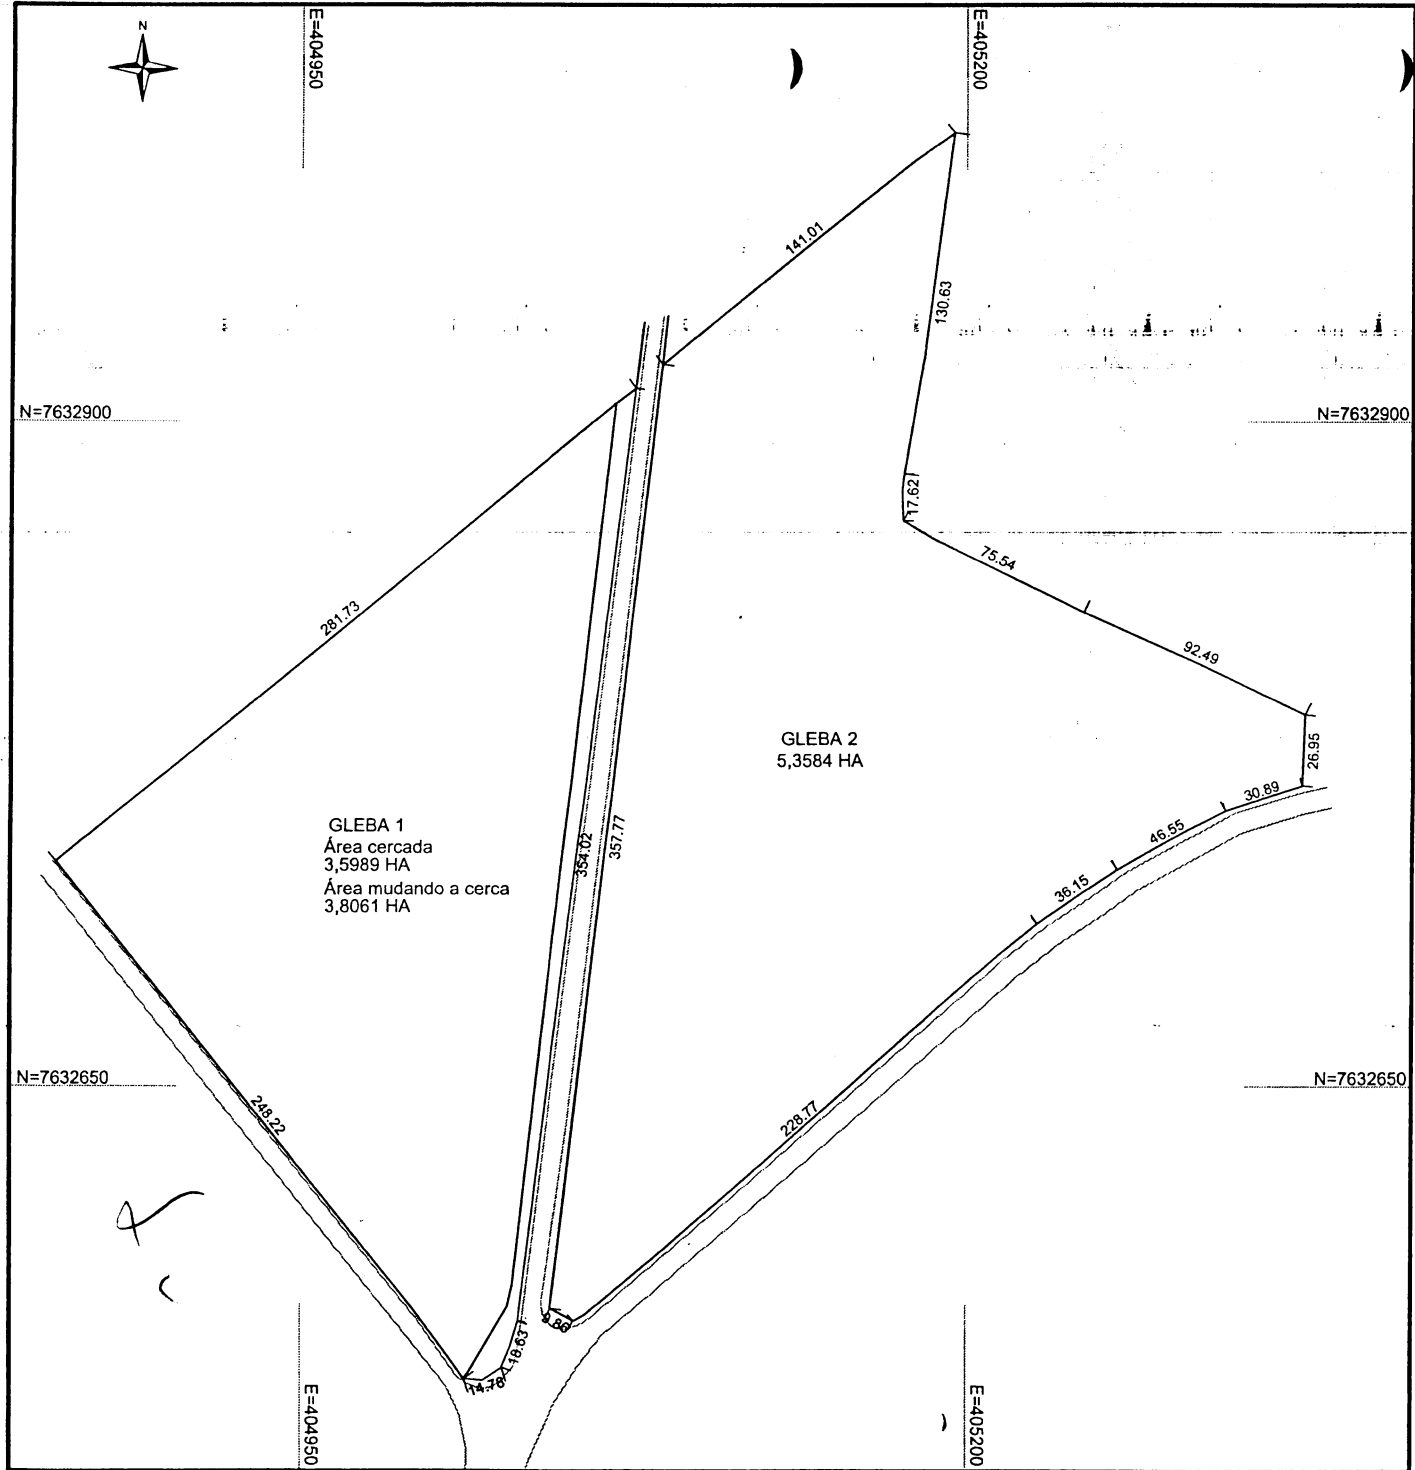 N
E=404950
E=405200
141.01
130.63
N=7632900
N=7632900
17.62
75.54
281.73
92.49
GLEBA 2
5,3584 HA
26.95
30.89
GLEBA 1
Área cercada
3,5989 HA
Área mudando a cerca
3,8061 HA
354.02
357.77
46.55
36.15
N=7632650
N=7632650
248.22
228.77
9.86
18.63
14.78
E=404950
E=405200